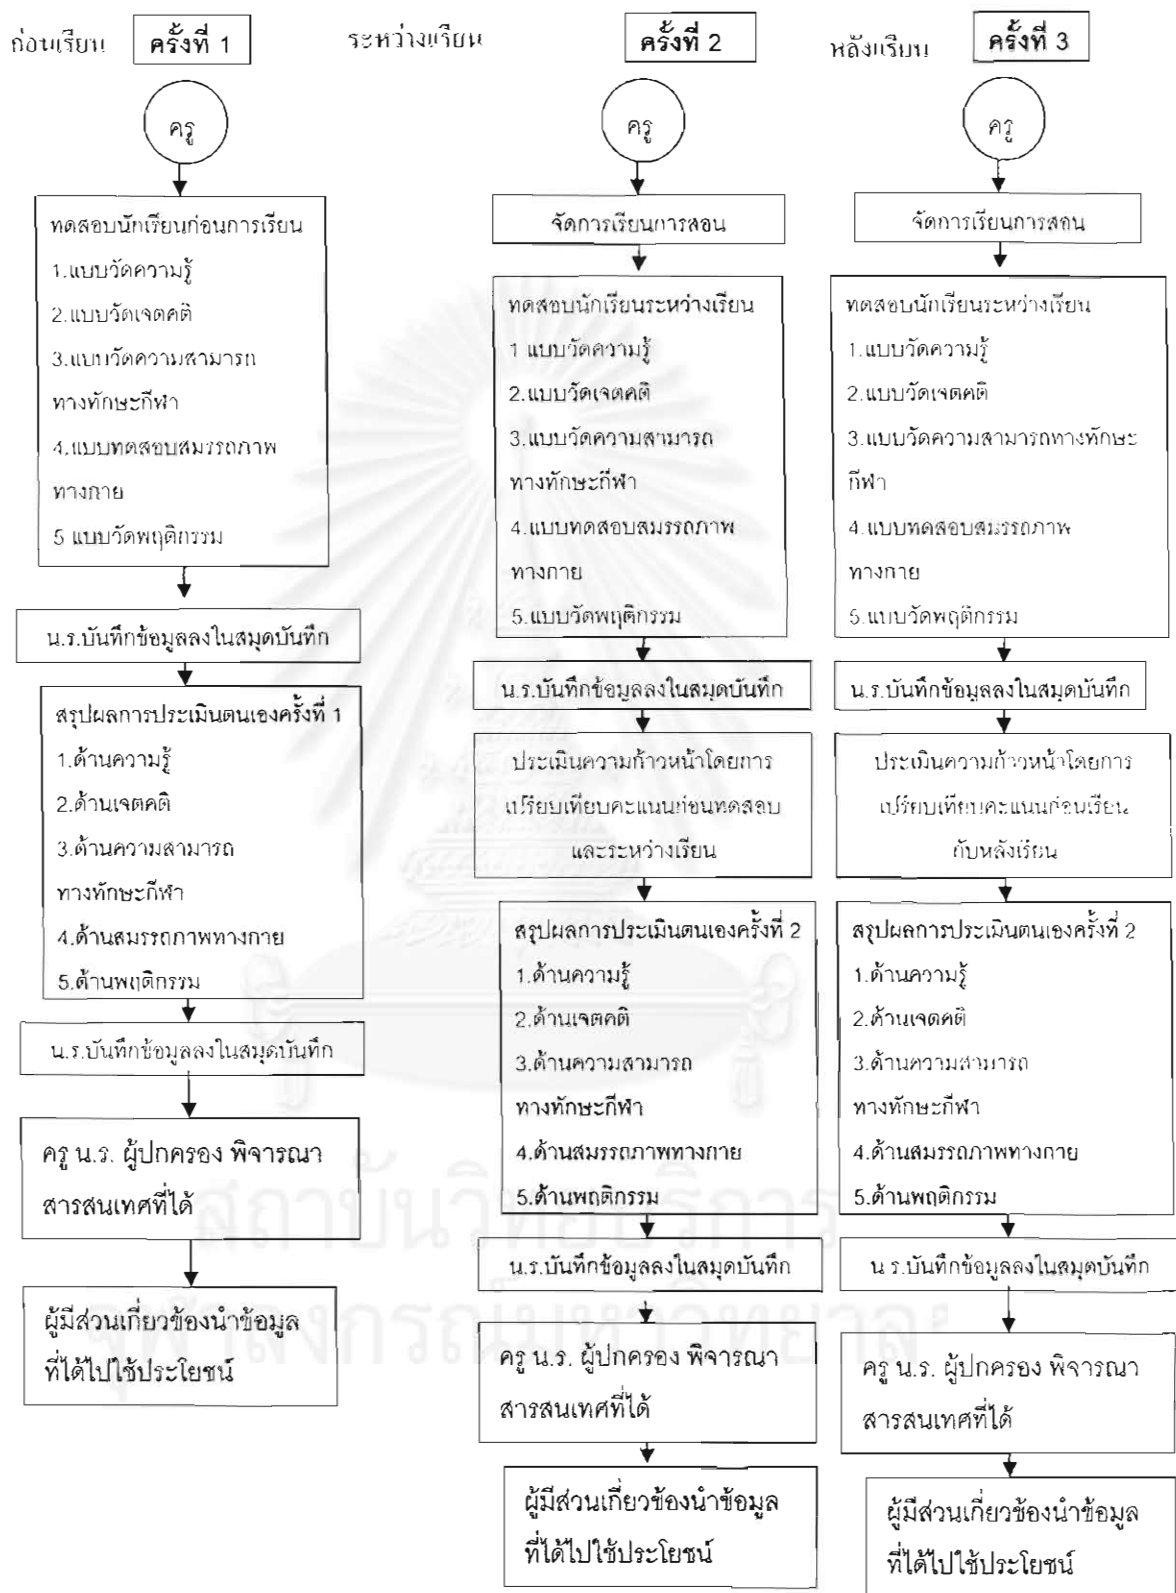 ก่อนเรียน
ครั้งที่ 1
ครู
ทดสอบนักเรียนก่อนการเรียน
1.แบบวัดความรู้
2.แบบวัดเจตคติ
3.แบบวัดความสามารถ
ทางทักษะกีฬา
4.แบบทดสอบสมรรถภาพ
ทางกาย
5 แบบวัดพฤติกรรม
น.ร.บันทึกข้อมูลลงในสมุดบันทึก
สรุปผลการประเมินตนเองครั้งที่ 1
1.ด้านความรู้
2.ด้านเจตคติ
3.ด้านความสามารถ
ทางทักษะกีฬา
4.ด้านสมรรถภาพทางกาย
5.ด้านพฤติกรรม
น.ร.บันทึกข้อมูลลงในสมุดบันทึก
ครู น.ร. ผู้ปกครอง พิจารณา
สารสนเทศที่ได้
ผู้มีส่วนเกี่ยวข้องนำข้อมูล
ที่ได้ไปใช้ประโยชน์
ระหว่างเรียน
ครั้งที่ 2
ครู
จัดการเรียนการสอน
ทดสอบนักเรียนระหว่างเรียน
1 แบบวัดความรู้
2.แบบวัดเจตคติ
3.แบบวัดความสามารถ
ทางทักษะกีฬา
4.แบบทดสอบสมรรถภาพ
ทางกาย
5.แบบวัดพฤติกรรม
น.ร.บันทึกข้อมูลลงในสมุดบันทึก
ประเมินความก้าวหน้าโดยการ
เปรียบเทียบคะแนนก่อนทดสอบ
และระหว่างเรียน
สรุปผลการประเมินตนเองครั้งที่ 2
1.ด้านความรู้
2.ด้านเจตคติ
3.ด้านความสามารถ
ทางทักษะกีฬา
4.ด้านสมรรถภาพทางกาย
5.ด้านพฤติกรรม
น.ร.บันทึกข้อมูลลงในสมุดบันทึก
ครู น.ร. ผู้ปกครอง พิจารณา
สารสนเทศที่ได้
ผู้มีส่วนเกี่ยวข้องนำข้อมูล
ที่ได้ไปใช้ประโยชน์
หลังเรียน
ครั้งที่ 3
ครู
จัดการเรียนการสอน
ทดสอบนักเรียนระหว่างเรียน
1.แบบวัดความรู้
2.แบบวัดเจตคติ
3.แบบวัดความสามารถทางทักษะ
กีฬา
4.แบบทดสอบสมรรถภาพ
ทางกาย
5.แบบวัดพฤติกรรม
น.ร.บันทึกข้อมูลลงในสมุดบันทึก
ประเมินความก้าวหน้าโดยการ
เปรียบเทียบคะแนนก่อนเรียน
กับหลังเรียน
สรุปผลการประเมินตนเองครั้งที่ 2
1.ด้านความรู้
2.ด้านเจตคติ
3.ด้านความสามารถ
ทางทักษะกีฬา
4.ด้านสมรรถภาพทางกาย
5.ด้านพฤติกรรม
น ร.บันทึกข้อมูลลงในสมุดบันทึก
ครู น.ร. ผู้ปกครอง พิจารณา
สารสนเทศที่ได้
ผู้มีส่วนเกี่ยวข้องนำข้อมูล
ที่ได้ไปใช้ประโยชน์
สถาบันวิทยบริการ
จุฬาลงกรณ์มหาวิทยาลัย